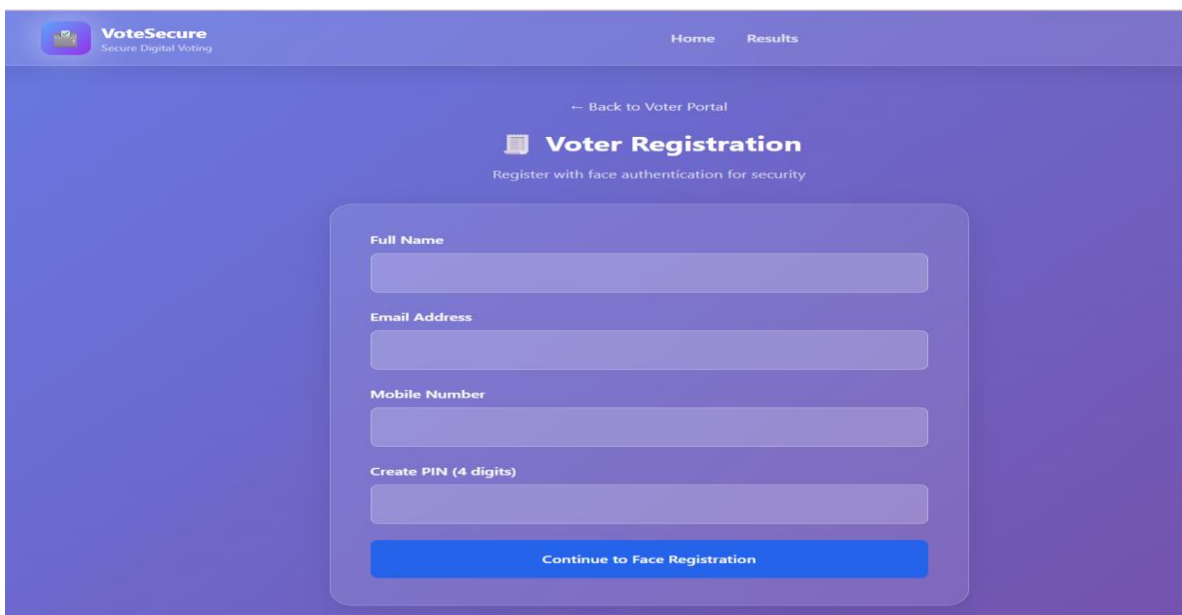 VoteSecure
Secure Digital Voting
Home Results
← Back to Voter Portal
Voter Registration
Register with face authentication for security
Full Name
Email Address
Mobile Number
Create PIN (4 digits)
Continue to Face Registration